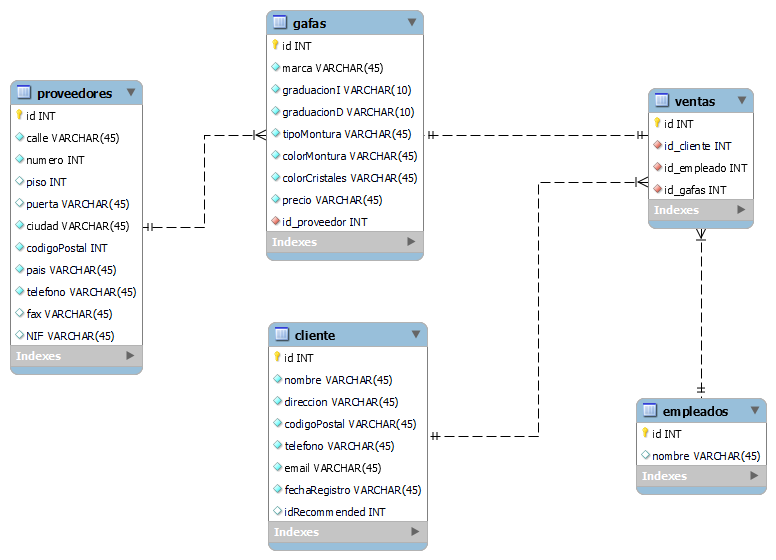 proveedores
id INT
calle VARCHAR(45)
numero INT
piso INT
puerta VARCHAR(45)
ciudad VARCHAR(45)
codigoPostal INT
pais VARCHAR(45)
telefono VARCHAR(45)
fax VARCHAR(45)
NIF VARCHAR(45)
Indexes
gafas
id INT
marca VARCHAR(45)
graduacionI VARCHAR(10)
graduacionD VARCHAR(10)
tipoMontura VARCHAR(45)
colorMontura VARCHAR(45)
colorCristales VARCHAR(45)
precio VARCHAR(45)
id_proveedor INT
Indexes
cliente
id INT
nombre VARCHAR(45)
direccion VARCHAR(45)
codigoPostal VARCHAR(45)
telefono VARCHAR(45)
email VARCHAR(45)
fechaRegistro VARCHAR(45)
idRecommended INT
Indexes
ventas
id INT
id_cliente INT
id_empleado INT
id_gafas INT
Indexes
empleados
id INT
nombre VARCHAR(45)
Indexes